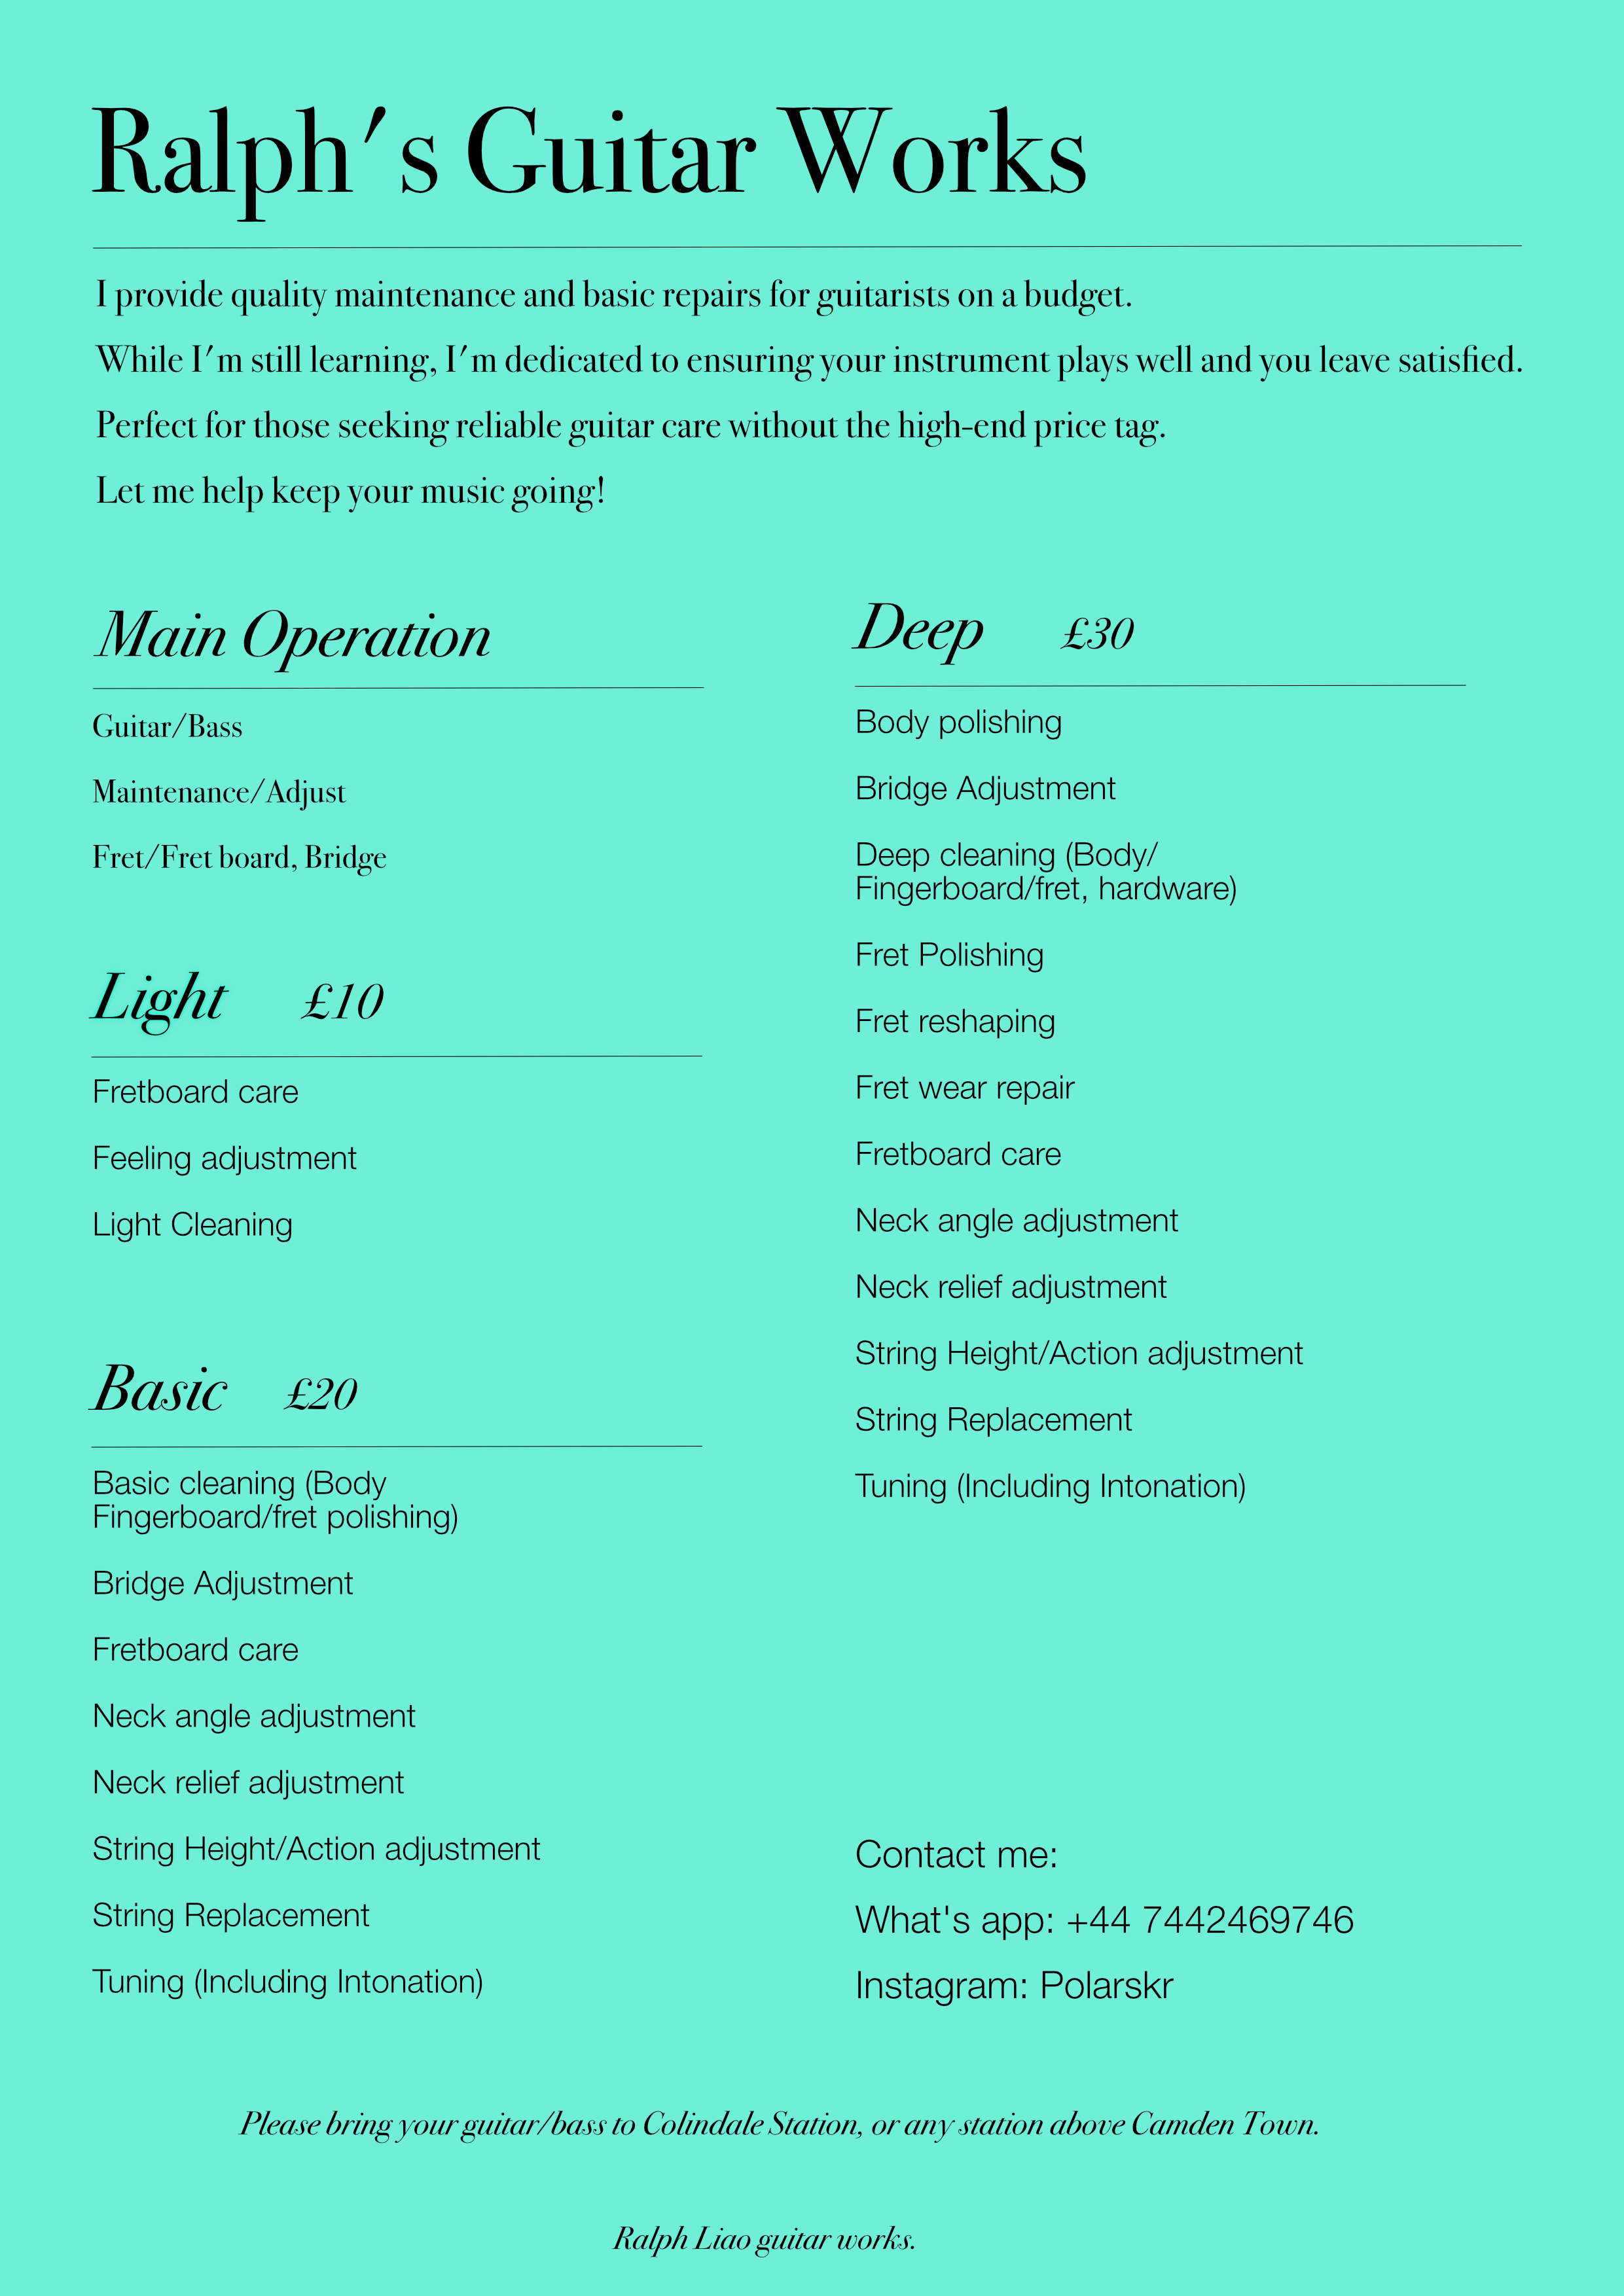 Ralph's Guitar Works
I provide quality maintenance and basic repairs for guitarists on a budget.
While I'm still learning, I'm dedicated to ensuring your instrument plays well and you leave satisfied.
Perfect for those seeking reliable guitar care without the high-end price tag.
Let me help keep your music going!
Main Operation
Guitar/Bass
Maintenance/Adjust
Fret/Fret board, Bridge
Light £10
Fretboard care
Feeling adjustment
Light Cleaning
Basic £20
Basic cleaning (Body
Fingerboard/fret polishing)
Bridge Adjustment
Fretboard care
Neck angle adjustment
Neck relief adjustment
String Height/Action adjustment
String Replacement
Tuning (Including Intonation)
Deep £30
Body polishing
Bridge Adjustment
Deep cleaning (Body/
Fingerboard/fret, hardware)
Fret Polishing
Fret reshaping
Fret wear repair
Fretboard care
Neck angle adjustment
Neck relief adjustment
String Height/Action adjustment
String Replacement
Tuning (Including Intonation)
Contact me:
What's app: +44 7442469746
Instagram: Polarskr
Please bring your guitar/bass to Colindale Station, or any station above Camden Town.
Ralph Liao guitar works.